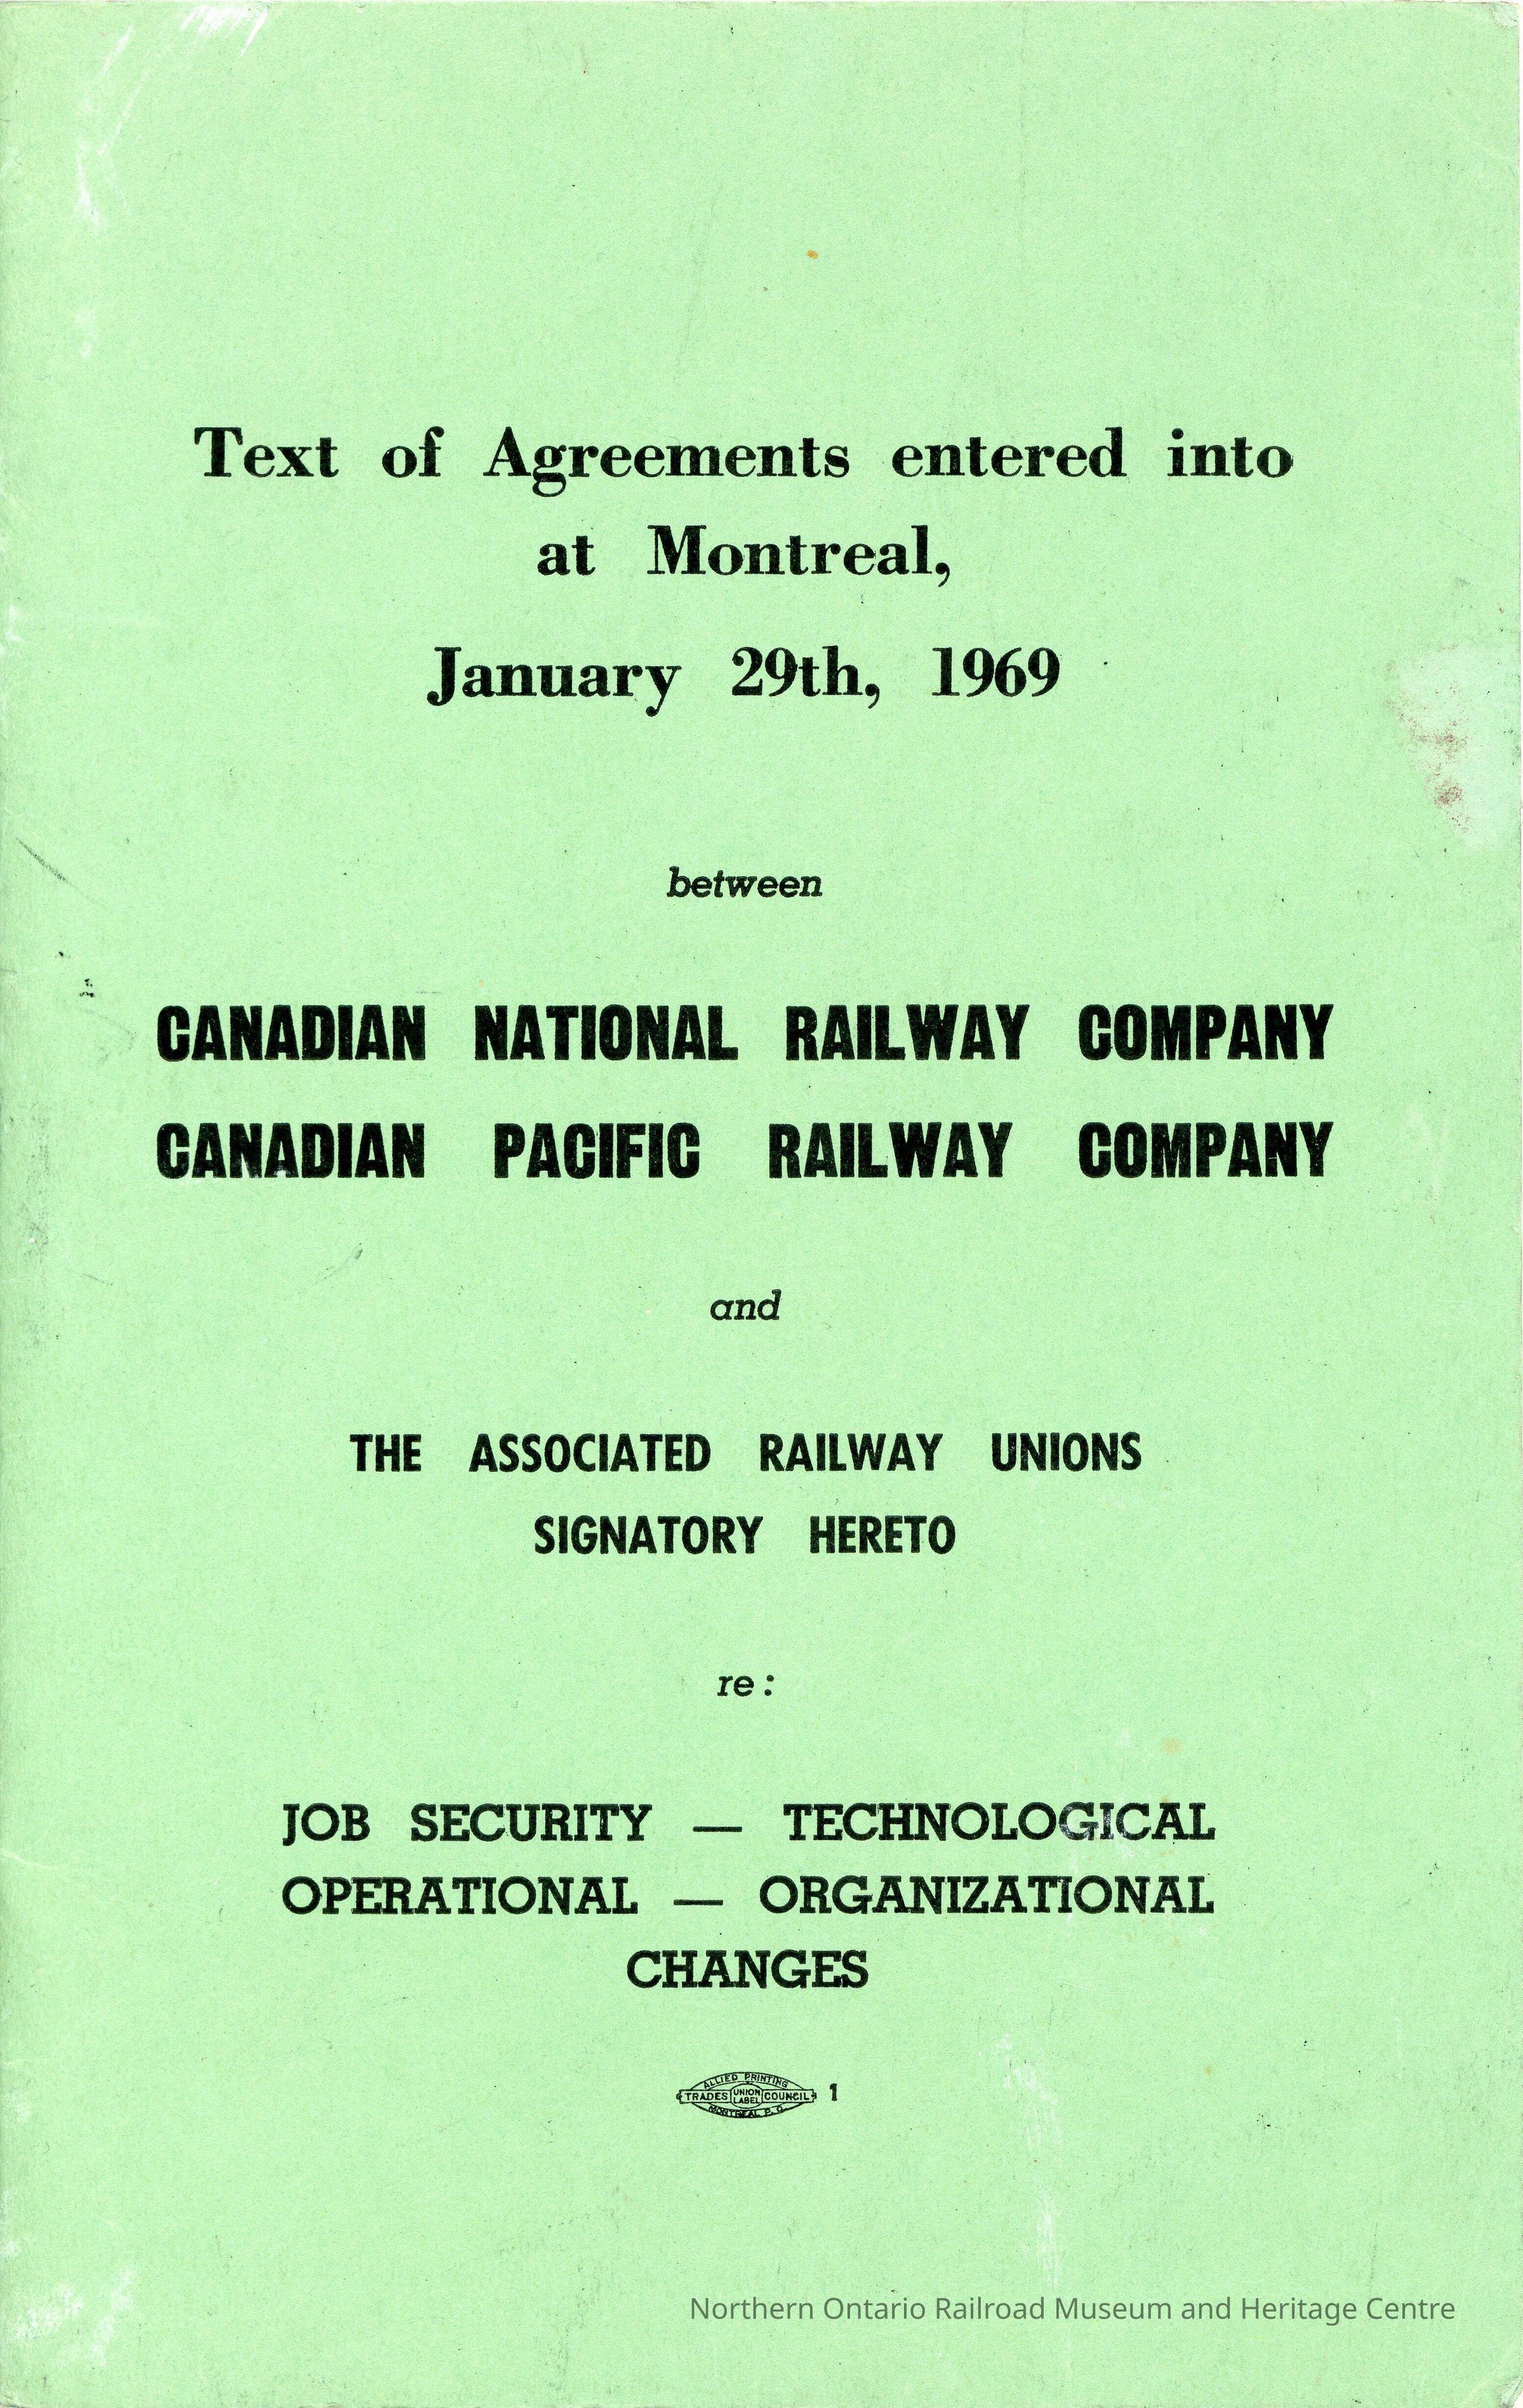 Text of Agreements entered into
at Montreal,
January 29th, 1969
between
CANADIAN NATIONAL RAILWAY COMPANY
CANADIAN PACIFIC RAILWAY COMPANY
and
THE ASSOCIATED RAILWAY UNIONS
SIGNATORY HERETO
re:
JOB SECURITY — TECHNOLOGICAL
OPERATIONAL — ORGANIZATIONAL
CHANGES
ALLIED PRINTING
TRADES UNION LABEL COUNCIL 1
MONTREAL P. Q.
Northern Ontario Railroad Museum and Heritage Centre